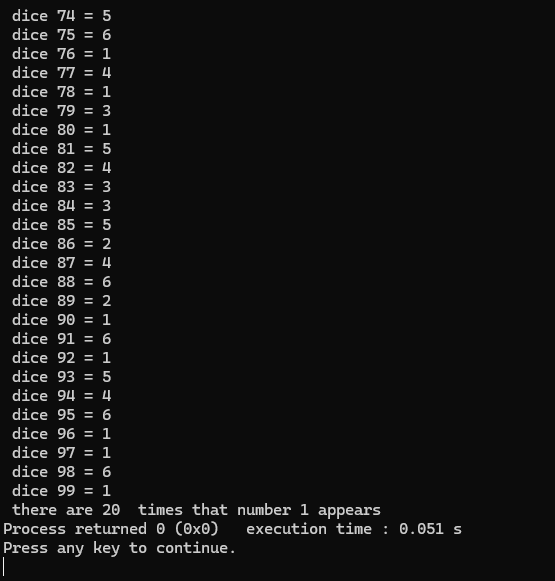 dice 74 = 5
dice 75 = 6
dice 76 = 1
dice 77 = 4
dice 78 = 1
dice 79 = 3
dice 80 = 1
dice 81 = 5
dice 82 = 4
dice 83 = 3
dice 84 = 3
dice 85 = 5
dice 86 = 2
dice 87 = 4
dice 88 = 6
dice 89 = 2
dice 90 = 1
dice 91 = 6
dice 92 = 1
dice 93 = 5
dice 94 = 4
dice 95 = 6
dice 96 = 1
dice 97 = 1
dice 98 = 6
dice 99 = 1
there are 20  times that number 1 appears
Process returned 0 (0x0)   execution time : 0.051 s
Press any key to continue.